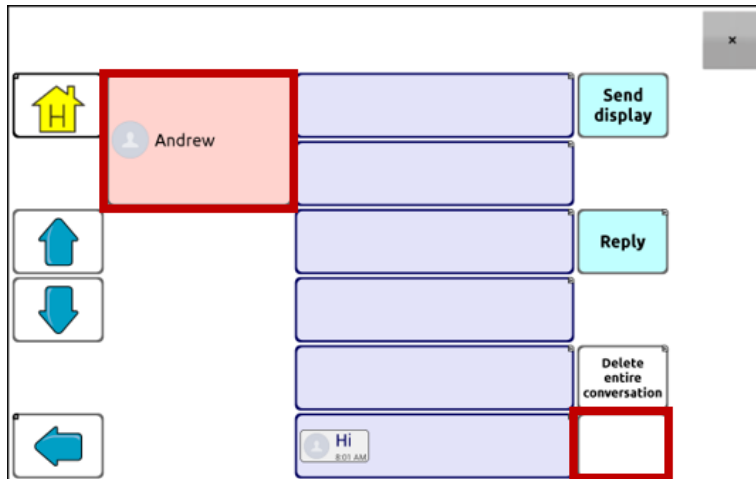 ×
Send
display
H
Andrew
Reply
Delete
entire
conversation
Hi
8:01 AM